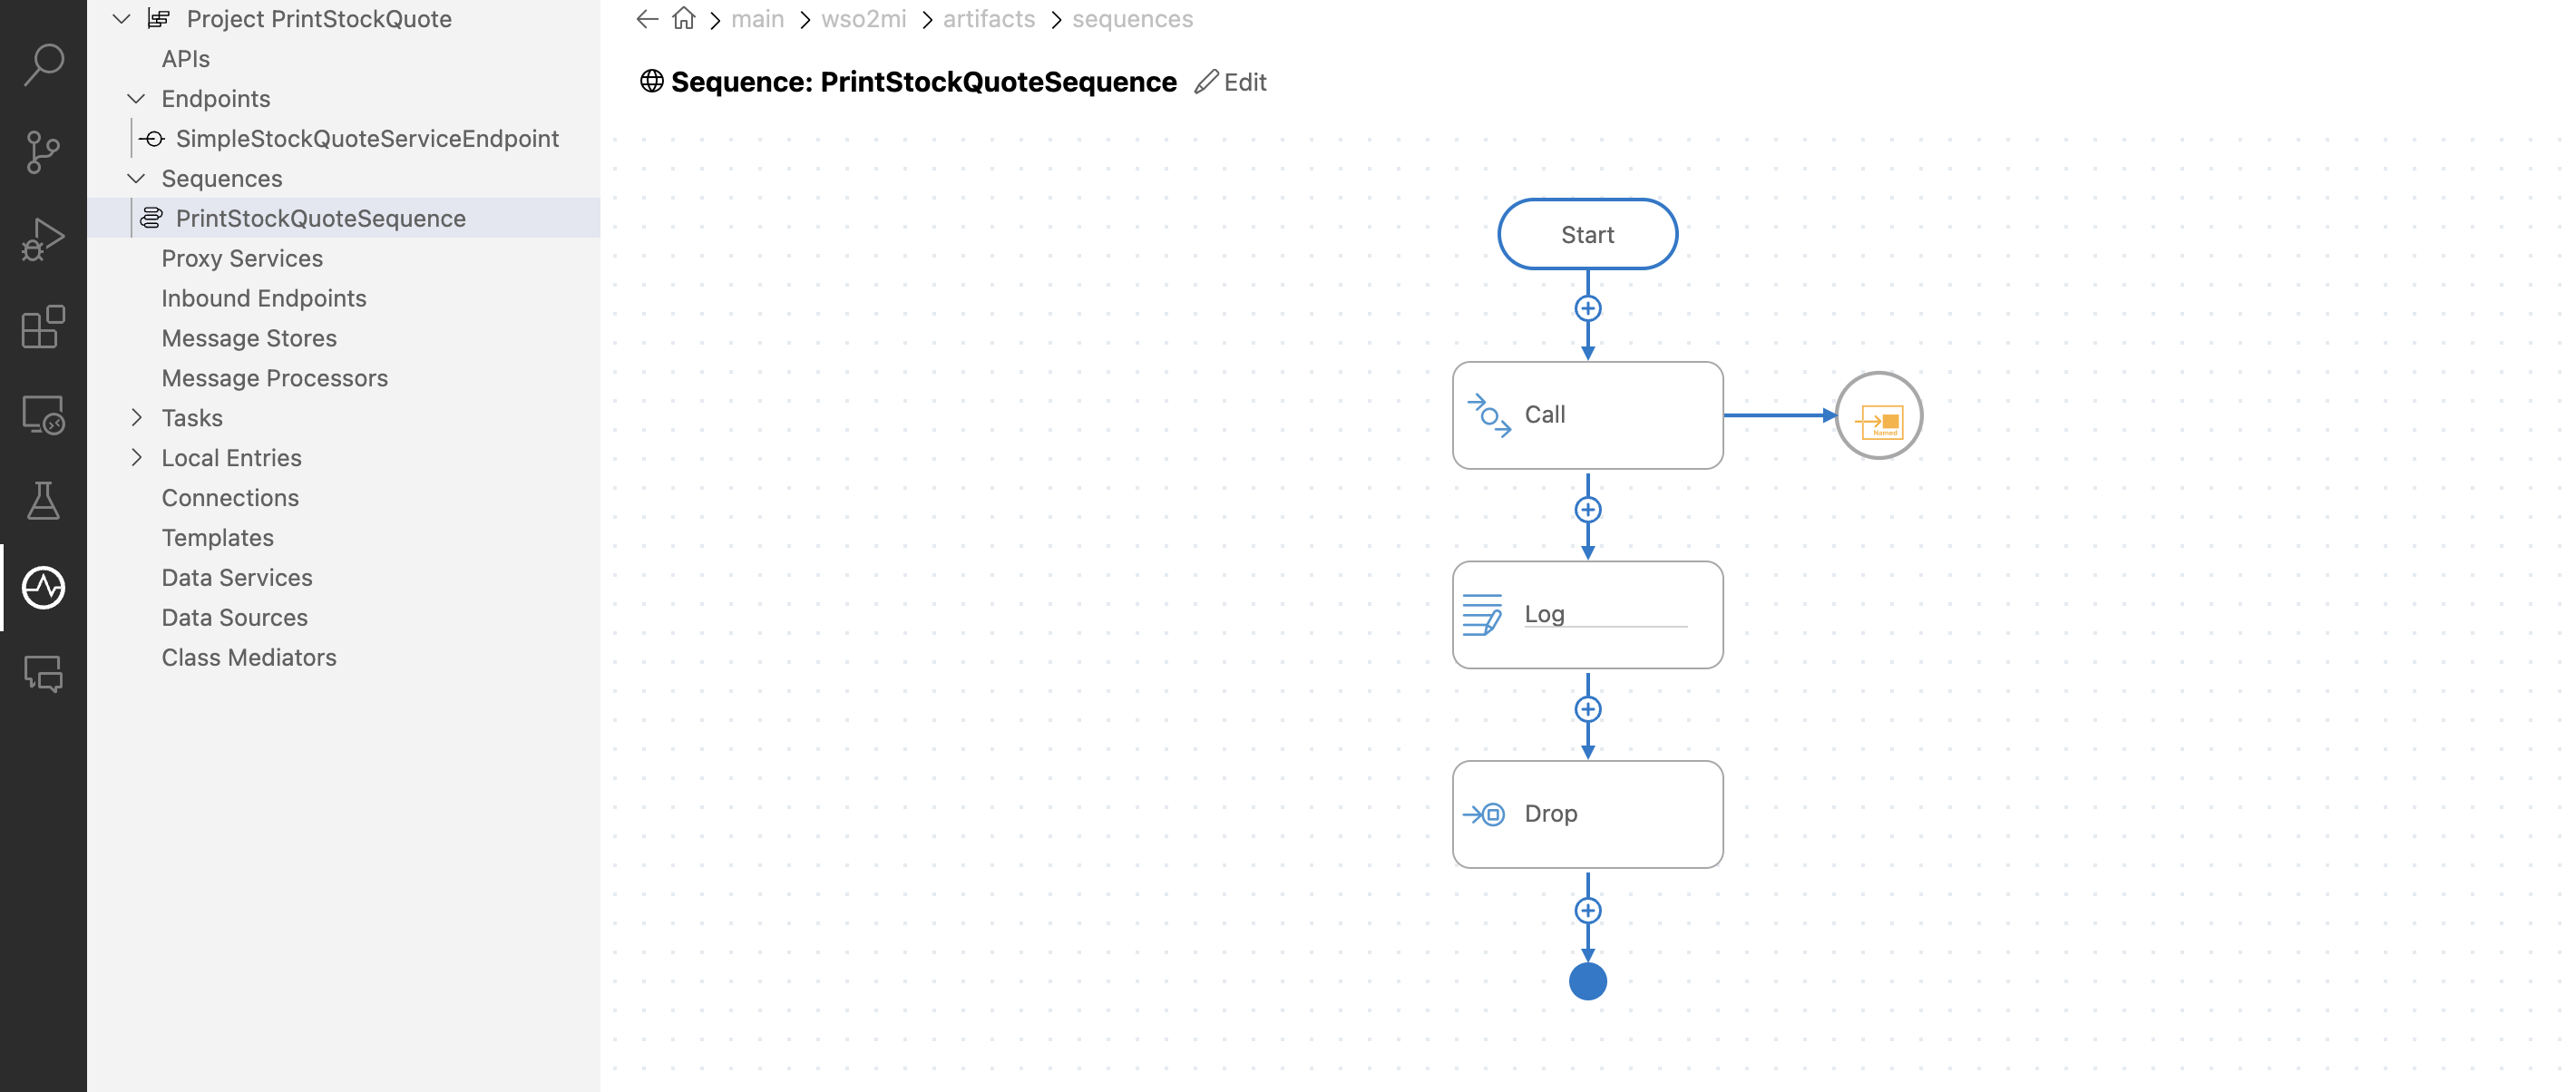 Project PrintStockQuote
APIs
Endpoints
SimpleStockQuoteServiceEndpoint
Sequences
PrintStockQuoteSequence
Proxy Services
Inbound Endpoints
Message Stores
Message Processors
Tasks
Local Entries
Connections
Templates
Data Services
Data Sources
Class Mediators
main > wso2mi > artifacts > sequences
Sequence: PrintStockQuoteSequence Edit
Start
Call
Named
Log
Drop